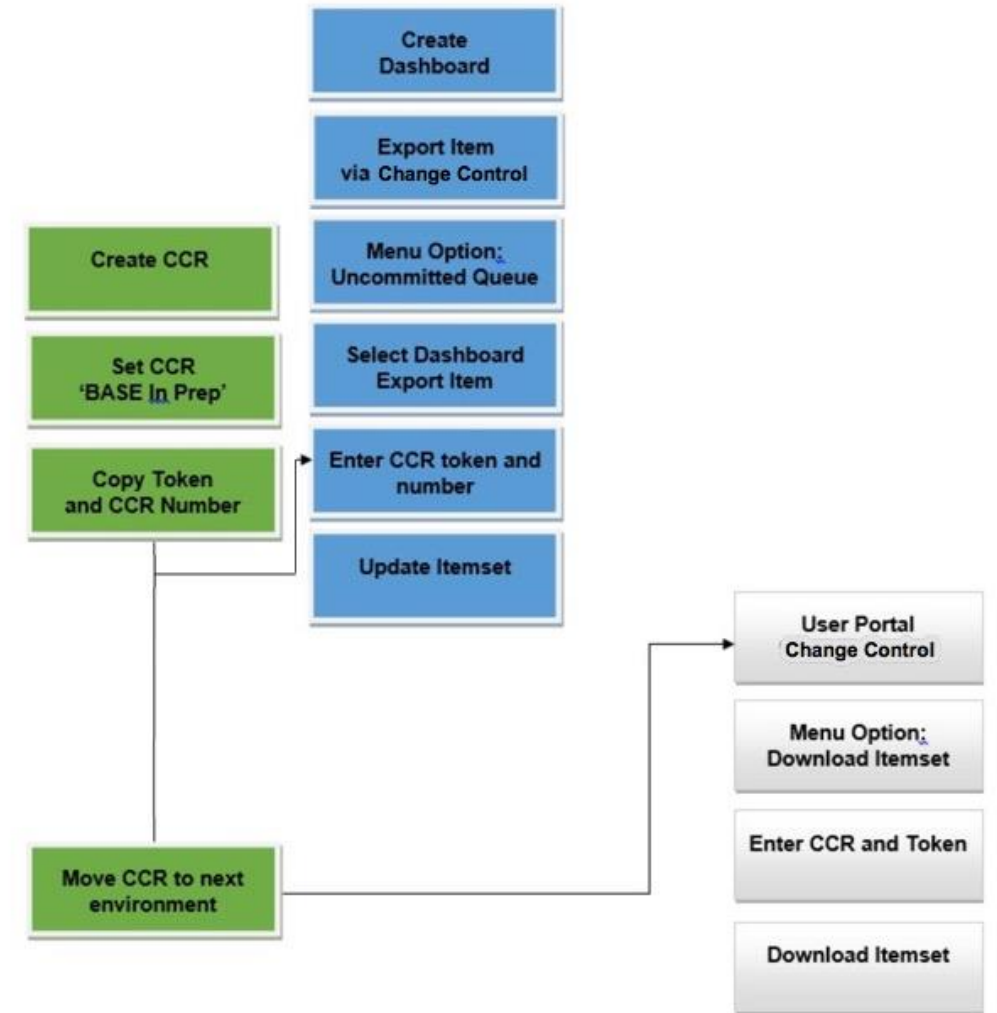 Create
Dashboard
Export Item
via Change Control
Menu Option:
Uncommitted Queue
Select Dashboard
Export Item
Enter CCR token and
number
Update Itemset
Create CCR
Set CCR
‘BASE In Prep’
Copy Token
and CCR Number
Move CCR to next
environment
User Portal
Change Control
Menu Option:
Download Itemset
Enter CCR and Token
Download Itemset